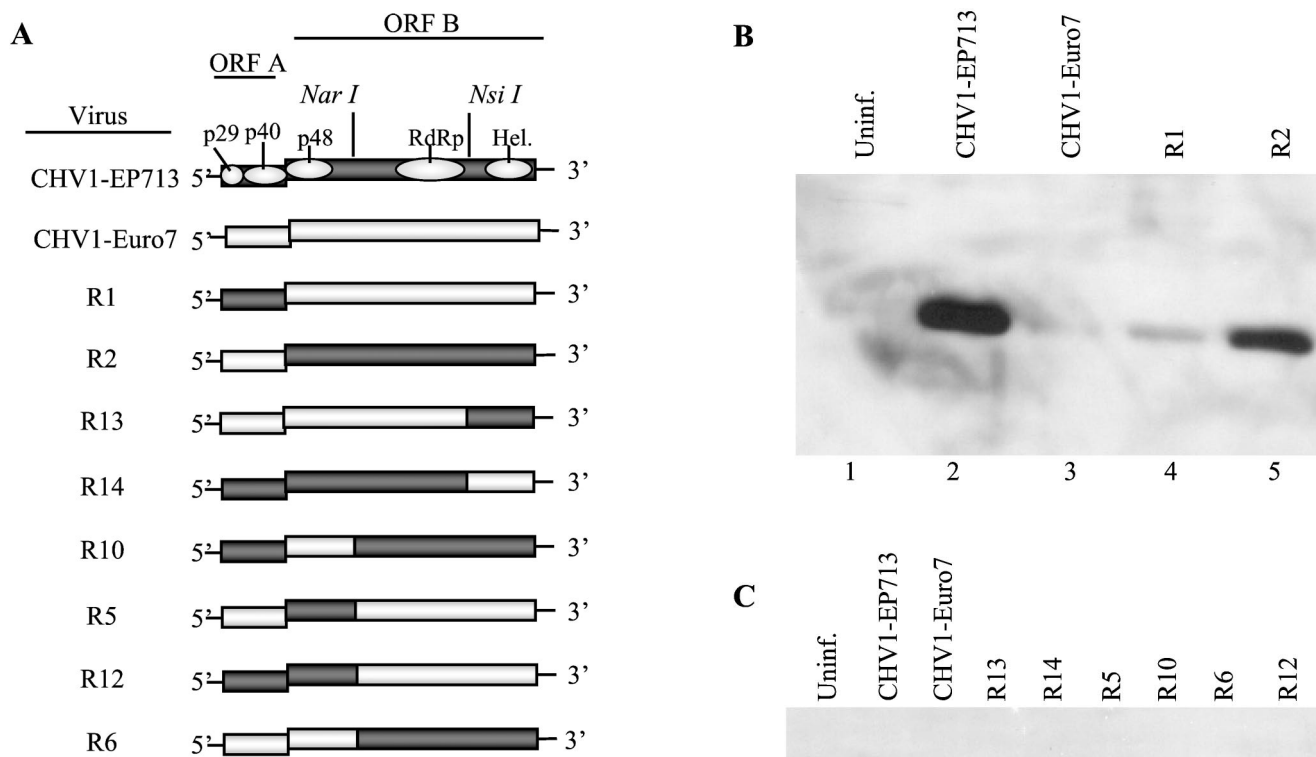 A
ORF B
ORF A
Nar I
Nsi I
Virus
p29 p40 p48 RdRp Hel.
CHV1-EP713 5’ 3’
CHV1-Euro7 5’ 3’
R1 5’ 3’
R2 5’ 3’
R13 5’ 3’
R14 5’ 3’
R10 5’ 3’
R5 5’ 3’
R12 5’ 3’
R6 5’ 3’
B
Uninf.
CHV1-EP713
CHV1-Euro7
R1
R2
1 2 3 4 5
C
Uninf.
CHV1-EP713
CHV1-Euro7
R13
R14
R5
R10
R6
R12